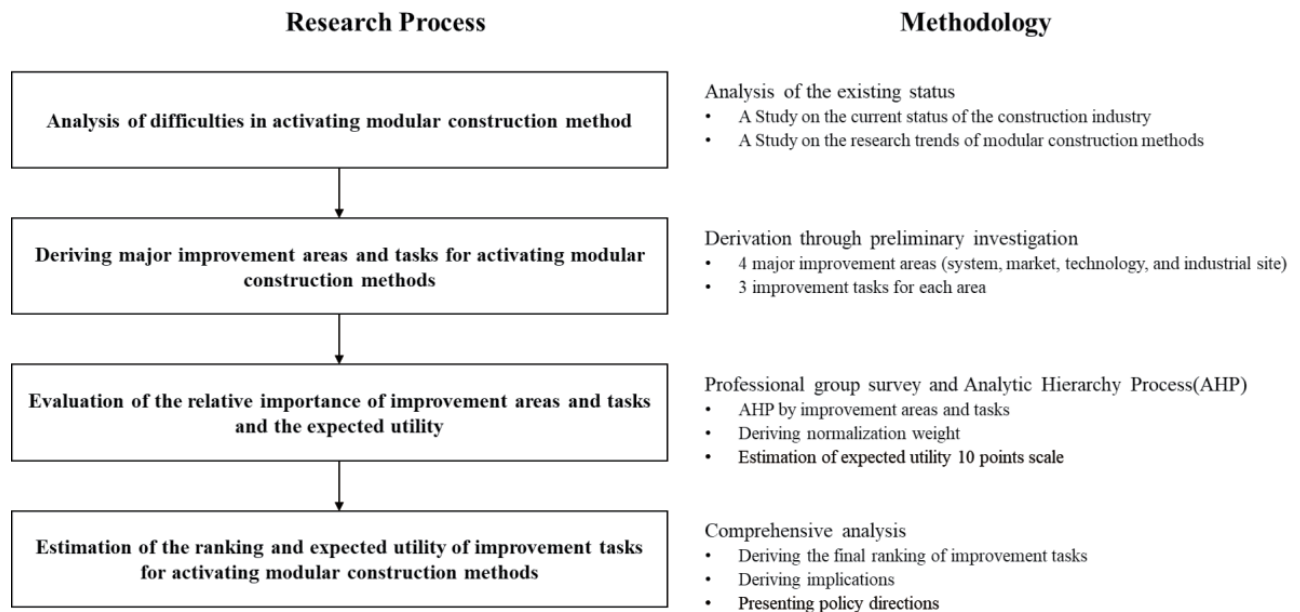 Research Process
Methodology
Analysis of difficulties in activating modular construction method
Analysis of the existing status
• A Study on the current status of the construction industry
• A Study on the research trends of modular construction methods
Deriving major improvement areas and tasks for activating modular
construction methods
Derivation through preliminary investigation
• 4 major improvement areas (system, market, technology, and industrial site)
• 3 improvement tasks for each area
Evaluation of the relative importance of improvement areas and tasks
and the expected utility
Professional group survey and Analytic Hierarchy Process(AHP)
• AHP by improvement areas and tasks
• Deriving normalization weight
• Estimation of expected utility 10 points scale
Estimation of the ranking and expected utility of improvement tasks
for activating modular construction methods
Comprehensive analysis
• Deriving the final ranking of improvement tasks
• Deriving implications
• Presenting policy directions